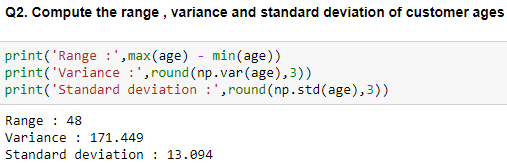 Q2. Compute the range , variance and standard deviation of customer ages
print('Range :',max(age) - min(age))
print('Variance :',round(np.var(age),3))
print('Standard deviation :',round(np.std(age),3))
Range : 48
Variance : 171.449
Standard deviation : 13.094